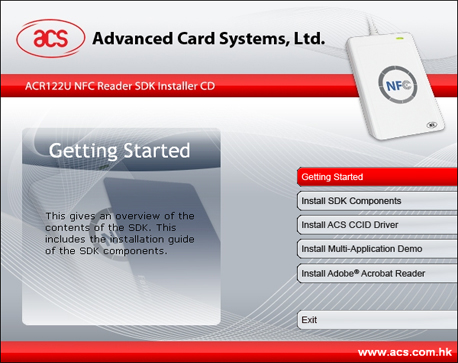 acs
Advanced Card Systems, Ltd.
NFC
acs
ACR122U NFC Reader SDK Installer CD
Getting Started
This gives an overview of the
contents of the SDK. This
includes the installation guide
of the SDK components.
Getting Started
Install SDK Components
Install ACS CCID Driver
Install Multi-Application Demo
Install Adobe® Acrobat Reader
Exit
www.acs.com.hk